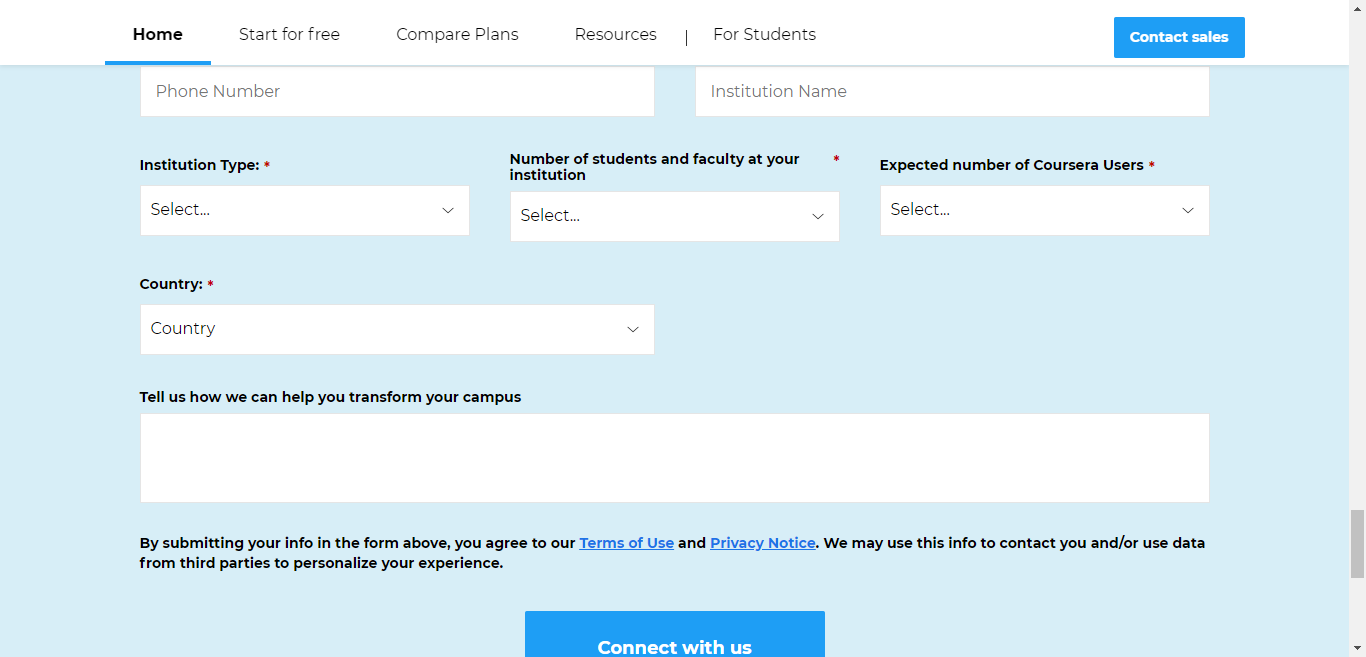 Home
Start for free
Compare Plans
Resources
|
For Students
Contact sales
Phone Number
Institution Name
Institution Type: *
Number of students and faculty at your *
institution
Expected number of Coursera Users *
Select...
Select...
Select...
Country: *
Country
Tell us how we can help you transform your campus
By submitting your info in the form above, you agree to our Terms of Use and Privacy Notice. We may use this info to contact you and/or use data
from third parties to personalize your experience.
Connect with us